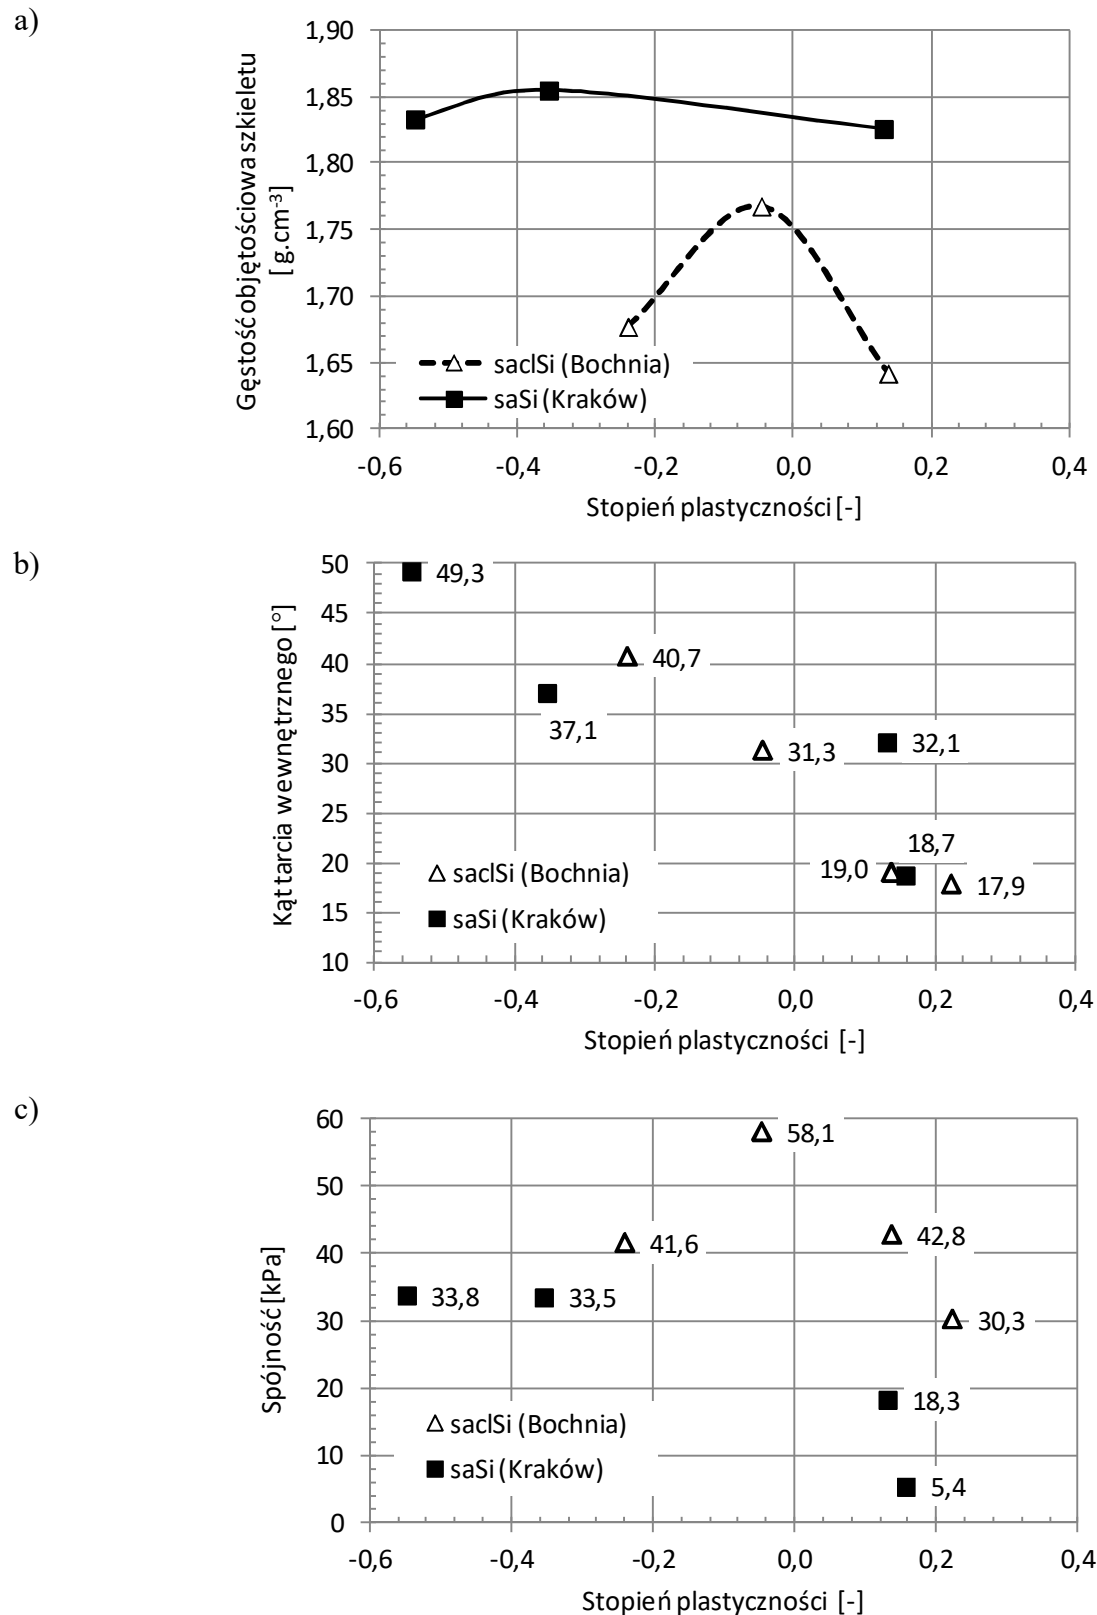 a)
1,90
1,85
1,80
1,75
1,70
1,65
1,60
Gęstość objętościowa szkieletu
[g.cm-3]
saclSi (Bochnia)
saSi (Kraków)
-0,6 -0,4 -0,2 0,0 0,2 0,4
Stopień plastyczności [-]
b)
50
45
40
35
30
25
20
15
10
Kąt tarcia wewnętrznego [°]
49,3
40,7
37,1
31,3
32,1
18,7
19,0
17,9
saclSi (Bochnia)
saSi (Kraków)
-0,6 -0,4 -0,2 0,0 0,2 0,4
Stopień plastyczności [-]
c)
60
50
40
30
20
10
0
Spójność [kPa]
58,1
41,6
42,8
33,8
33,5
30,3
18,3
5,4
saclSi (Bochnia)
saSi (Kraków)
-0,6 -0,4 -0,2 0,0 0,2 0,4
Stopień plastyczności [-]